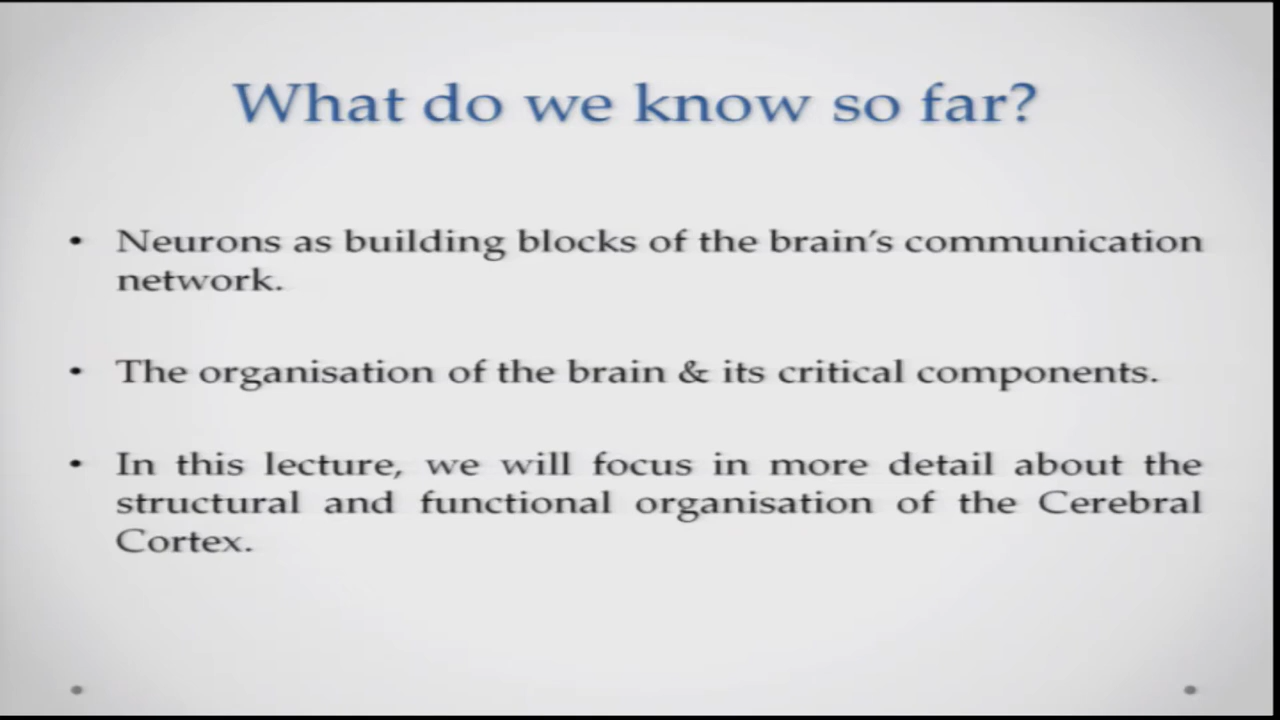 What do we know so far?
• Neurons as building blocks of the brain's communication
network.
• The organisation of the brain & its critical components.
• In this lecture, we will focus in more detail about the
structural and functional organisation of the Cerebral
Cortex.